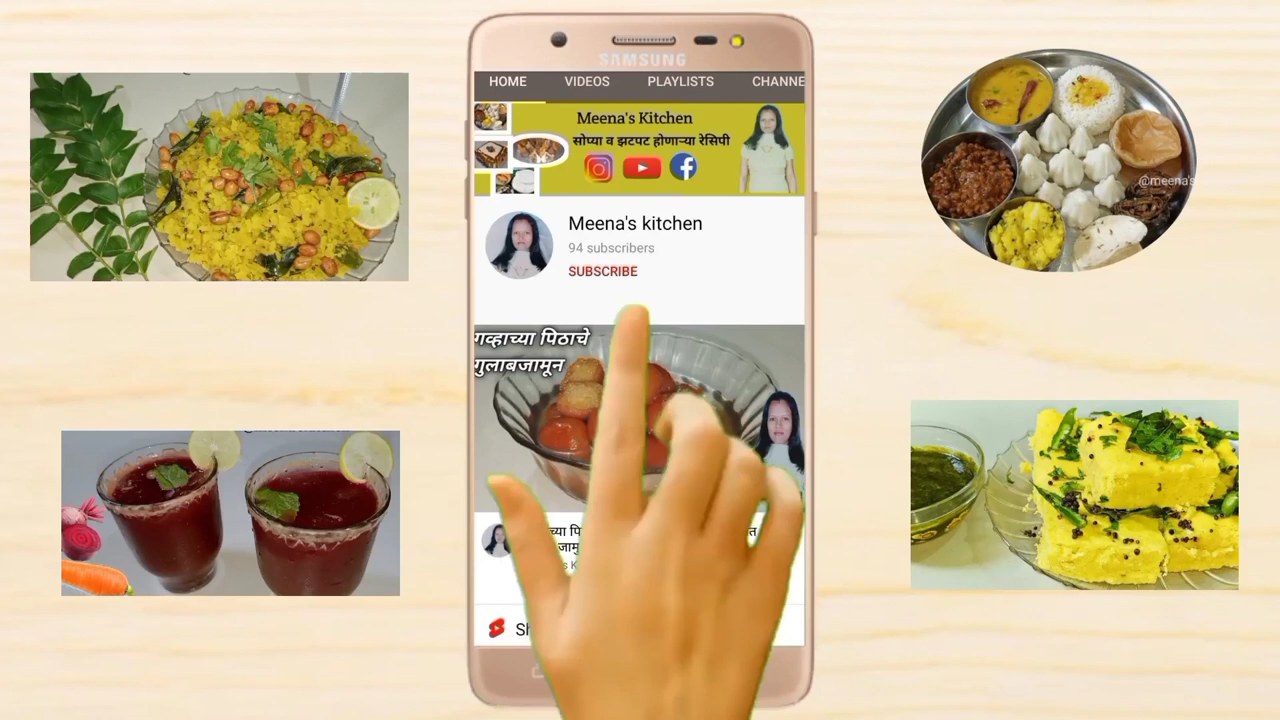 SAMSUNG
HOME VIDEOS PLAYLISTS CHANNE
Meena's Kitchen
सोप्या व झटपट होणाऱ्या रेसिपी
Meena's kitchen
94 subscribers
SUBSCRIBE
गव्हाच्या पिठाचे
गुलाबजामून
@meena's